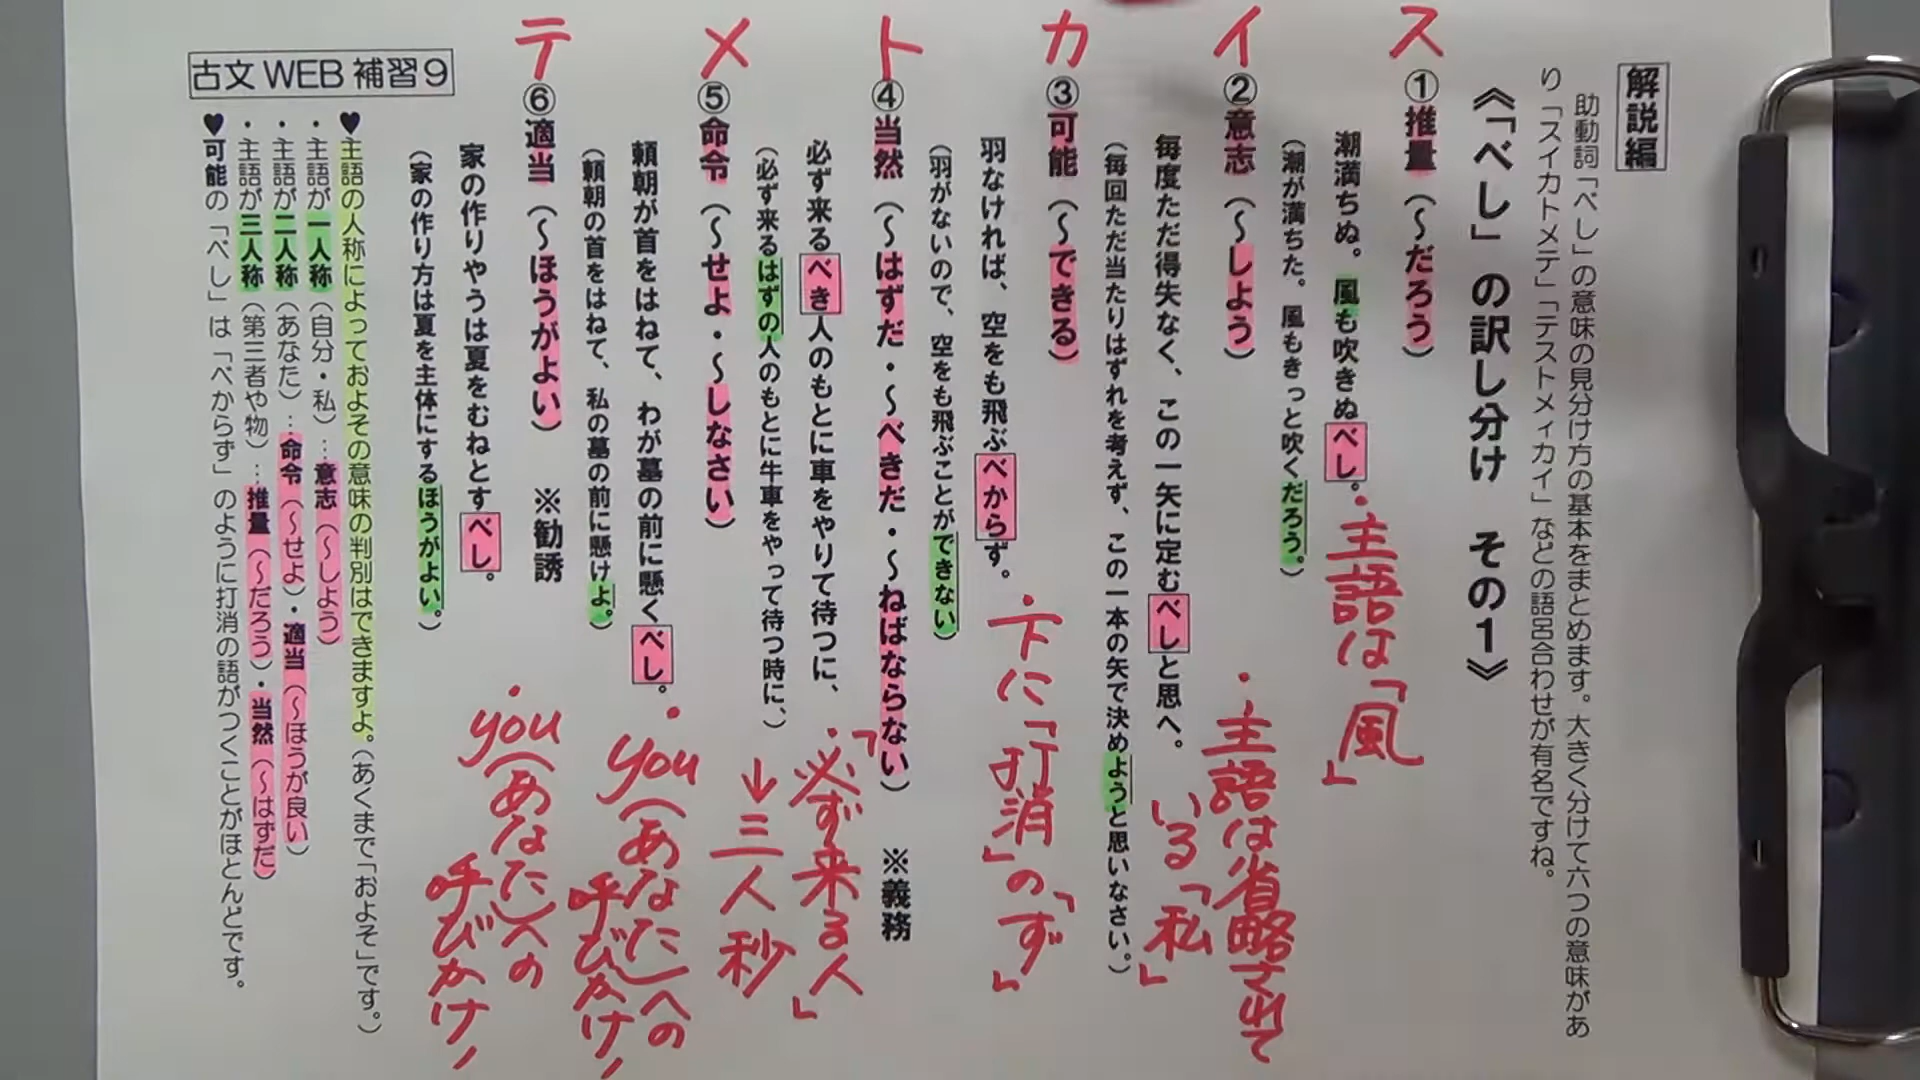 解説編
助動詞「べし」の意味の見分け方の基本をまとめます。大きく分けて六つの意味があ
り「スイカトメテ」「テストメィカイ」などの語呂合わせが有名ですね。
《「べし」の訳し分け その1》
ス
①推量（～だろう）
潮満ちぬ。風も吹きぬべし。
（潮が満ちた。風もきっと吹くだろう。）
・主語は「風」
イ
②意志（～しよう）
毎度ただ得失なく、この一矢に定むべしと思へ。
（毎回ただ当たりはずれを考えず、この一本の矢で決めようと思いなさい。）
・主語は省略されて
いる「私」
カ
③可能（～できる）
羽なければ、空をも飛ぶべからず。
（羽がないので、空をも飛ぶことができない）
・下に「打消」の「ず」
ト
④当然（～はずだ・～べきだ・～ねばならない） ※義務
必ず来るべき人のもとに車をやりて待つに、
（必ず来るはずの人のもとに牛車をやって待つ時に、）
・「必ず来る人」
↓三人秒
メ
⑤命令（～せよ・～しなさい）
頼朝が首をはねて、わが墓の前に懸くべし。
（頼朝の首をはねて、私の墓の前に懸けよ。）
・you（あなた）への
呼びかけ！
テ
⑥適当（～ほうがよい） ※勧誘
家の作りやうは夏をむねとすべし。
（家の作り方は夏を主体にするほうがよい。）
・you（あなた）への
呼びかけ！
♥主語の人称によっておよその意味の判別はできますよ。（あくまで「およそ」です。）
・主語が一人称（自分・私）…意志（～しよう）
・主語が二人称（あなた）…命令（～せよ）・適当（～ほうが良い）
・主語が三人称（第三者や物）…推量（～だろう）・当然（～はずだ）
♥可能の「べし」は「べからず」のように打消の語がつくことがほとんどです。
古文WEB補習9